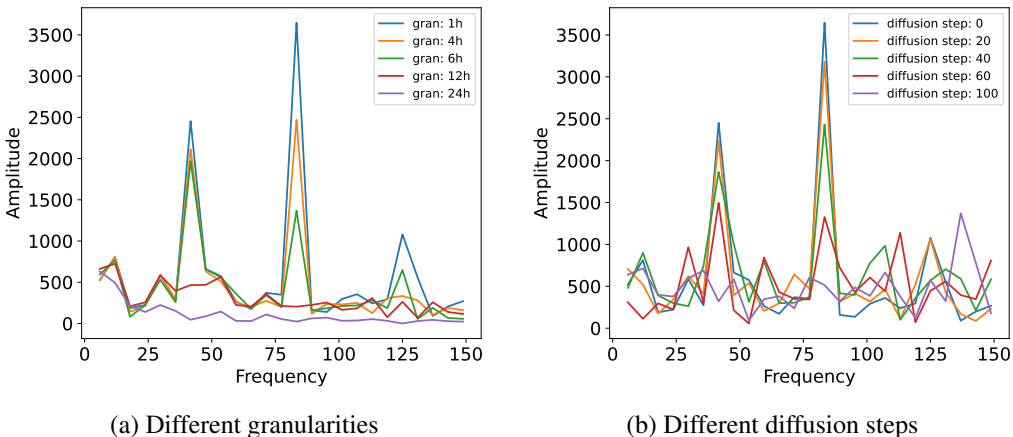 3500
3000
2500
2000
1500
1000
500
0
Amplitude
0 25 50 75 100 125 150
Frequency
gran: 1h
gran: 4h
gran: 6h
gran: 12h
gran: 24h
(a) Different granularities
3500
3000
2500
2000
1500
1000
500
0
Amplitude
0 25 50 75 100 125 150
Frequency
diffusion step: 0
diffusion step: 20
diffusion step: 40
diffusion step: 60
diffusion step: 100
(b) Different diffusion steps